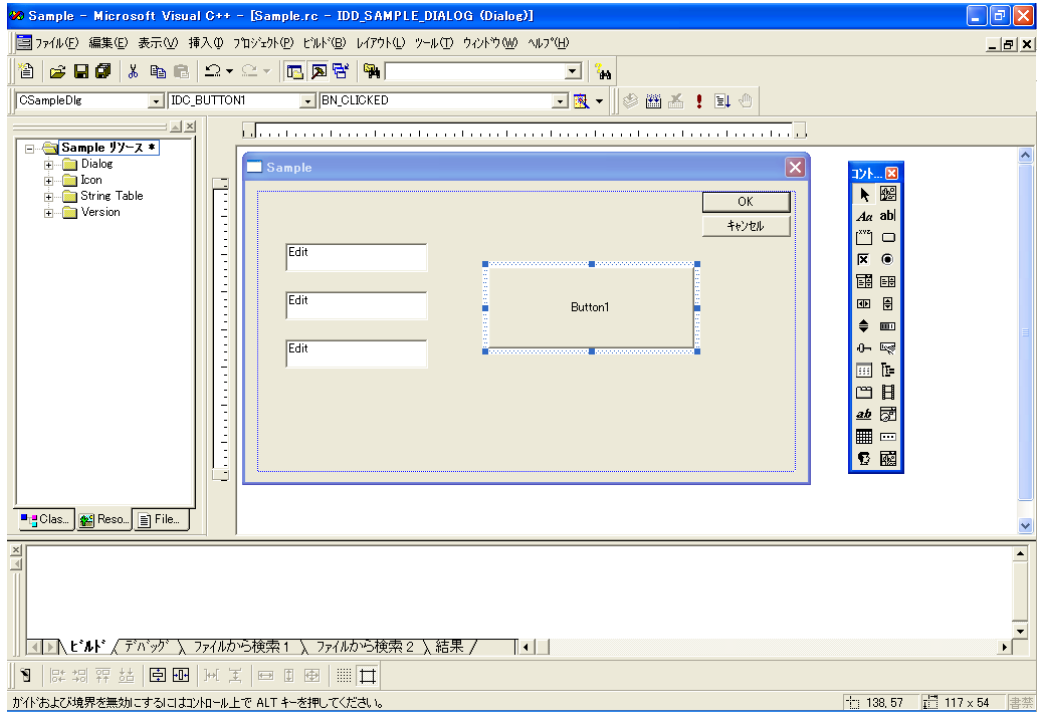 Sample - Microsoft Visual C++ - [Sample.rc - IDD_SAMPLE_DIALOG (Dialog)]
ﾌｧｲﾙ(F) 編集(E) 表示(V) 挿入(I) ﾌﾟﾛｼﾞｪｸﾄ(P) ﾋﾞﾙﾄﾞ(B) ﾚｲｱｳﾄ(L) ﾂｰﾙ(T) ｳｨﾝﾄﾞｳ(W) ﾍﾙﾌﾟ(H)
CSampleDlg IDC_BUTTON1 BN_CLICKED
Sample ﾘｿｰｽ *
Dialog
Icon
String Table
Version
Clas... Reso... File...
Sample
OK
ｷｬﾝｾﾙ
Edit
Edit
Edit
Button1
ｺﾝﾄ...
Aa ab|
xyz
ab
ﾋﾞﾙﾄﾞ ﾃﾞﾊﾞｯｸﾞ ﾌｧｲﾙから検索 1 ﾌｧｲﾙから検索 2 結果
ｶﾞｲﾄﾞおよび境界を無効にするにはｺﾝﾄﾛｰﾙ上で ALT ｷｰを押してください。 138, 57 117 x 54 書禁